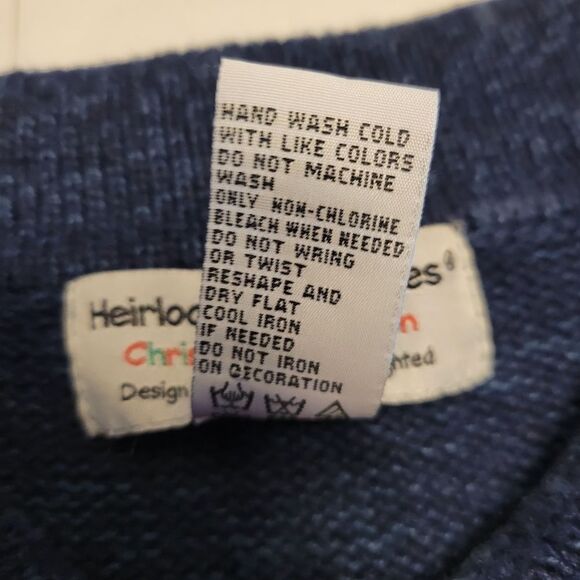 HAND WASH COLD
WITH LIKE COLORS
DO NOT MACHINE
WASH
ONLY NON-CHLORINE
BLEACH WHEN NEEDED
DO NOT WRING
OR TWIST
RESHAPE AND
DRY FLAT
COOL IRON
IF NEEDED
DO NOT IRON
ON DECORATION
Design